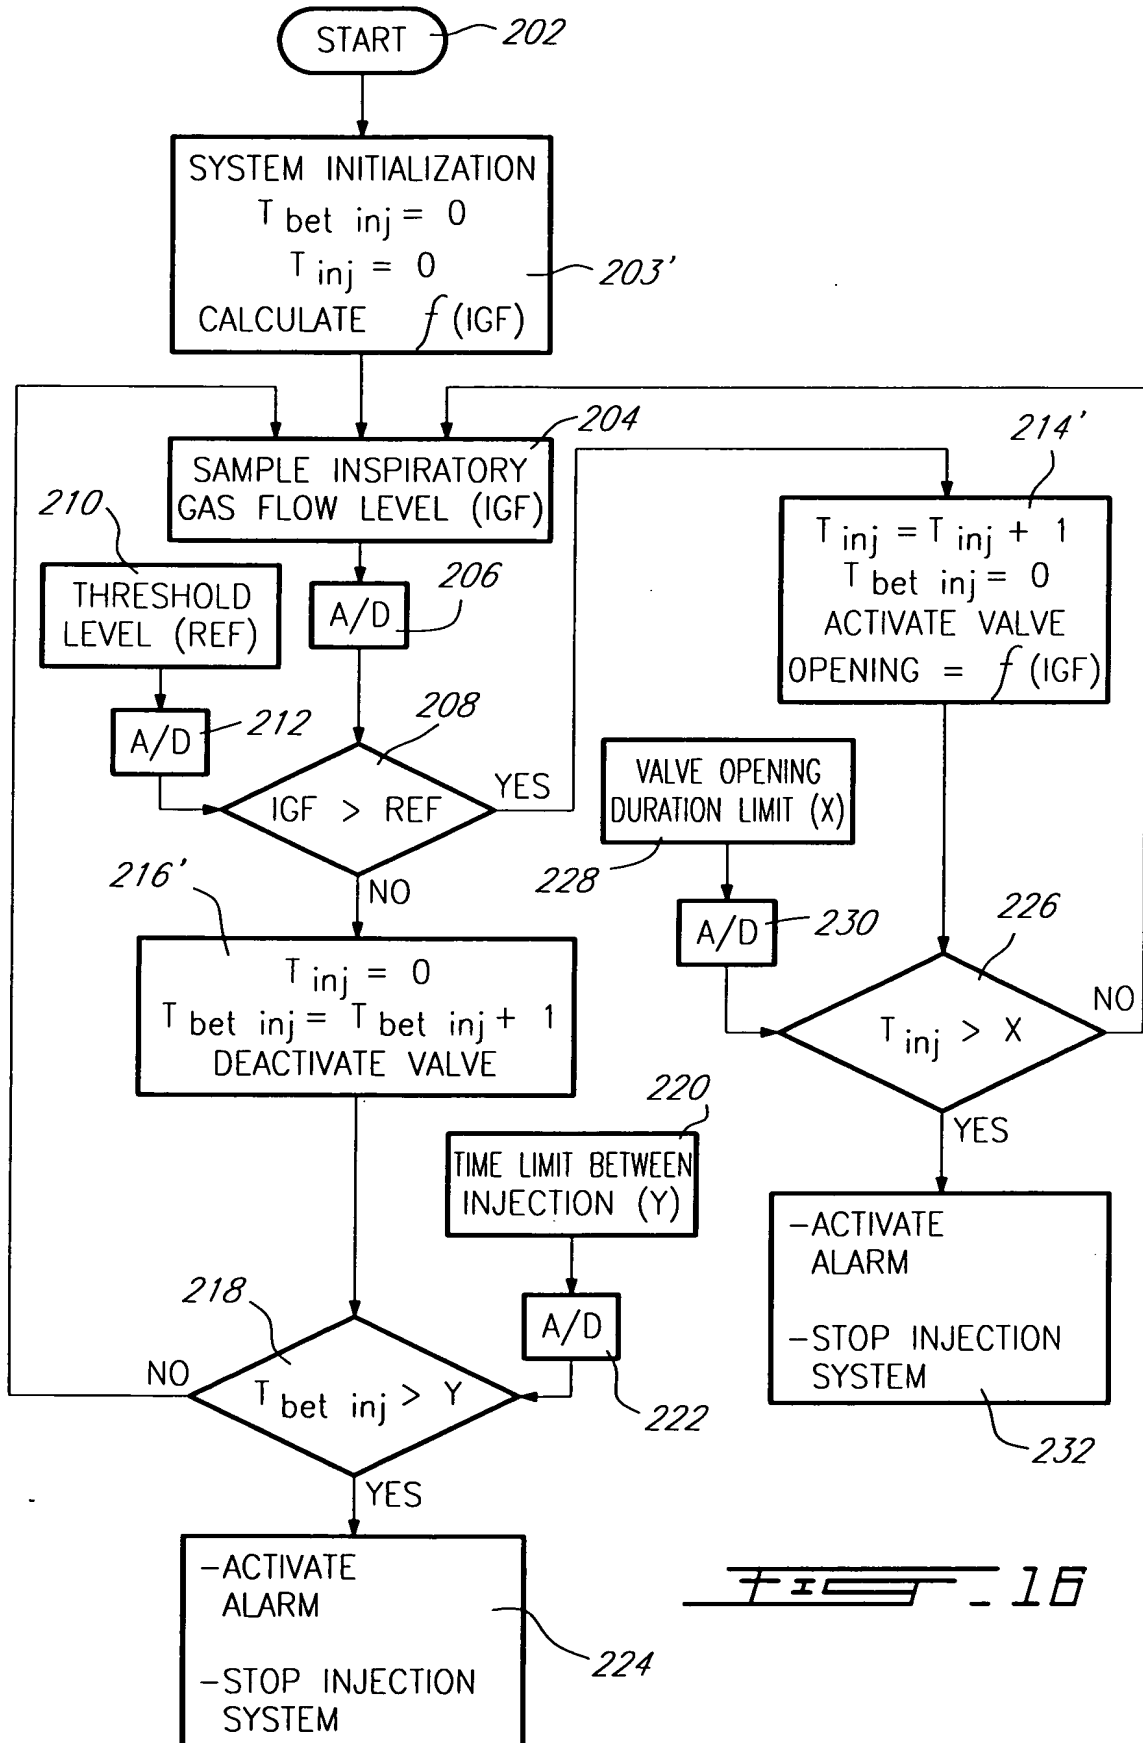 START
202
SYSTEM INITIALIZATION
T bet inj = 0
T inj = 0
CALCULATE f (IGF)
203'
204
SAMPLE INSPIRATORY
GAS FLOW LEVEL (IGF)
214'
T inj = T inj + 1
T bet inj = 0
ACTIVATE VALVE
OPENING = f (IGF)
210
THRESHOLD
LEVEL (REF)
206
A/D
212
A/D
208
IGF > REF
YES
NO
VALVE OPENING
DURATION LIMIT (X)
228
A/D
230
226
T inj > X
NO
YES
216'
T inj = 0
T bet inj = T bet inj + 1
DEACTIVATE VALVE
220
TIME LIMIT BETWEEN
INJECTION (Y)
A/D
222
218
T bet inj > Y
NO
YES
-ACTIVATE
ALARM
-STOP INJECTION
SYSTEM
232
-ACTIVATE
ALARM
-STOP INJECTION
SYSTEM
224
FIG_16